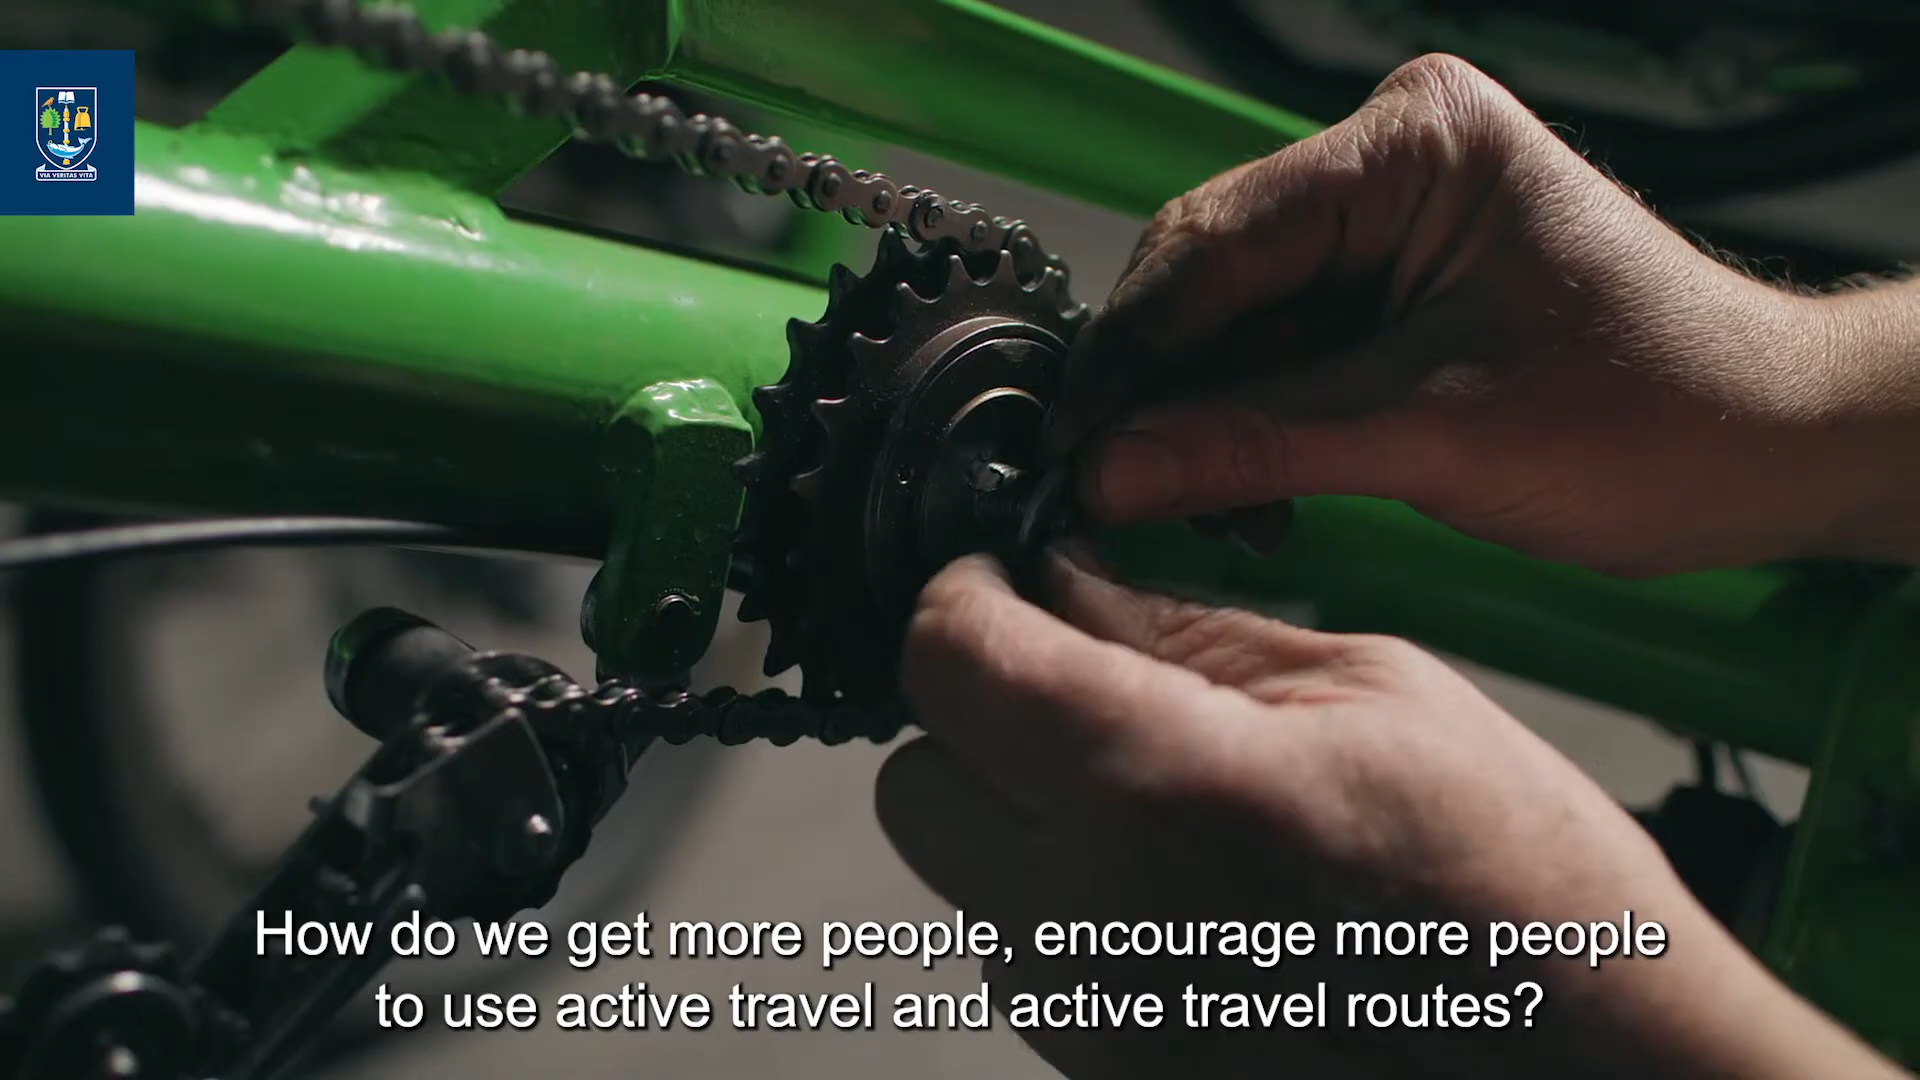 VIA VERITAS VITA
How do we get more people, encourage more people
to use active travel and active travel routes?